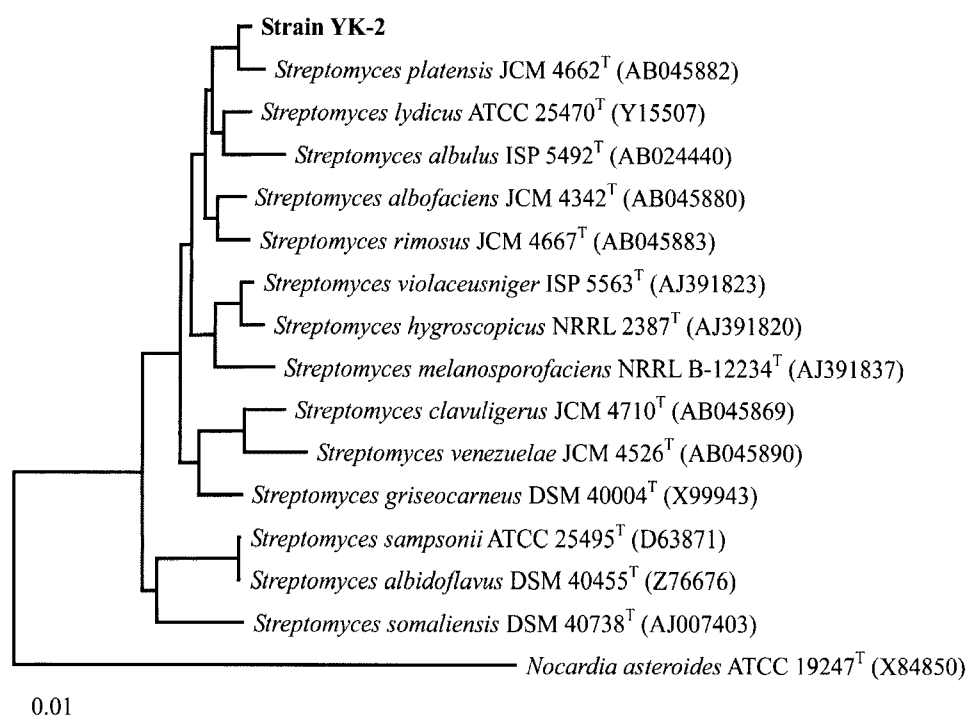 Strain YK-2
Streptomyces platensis JCM 4662T (AB045882)
Streptomyces lydicus ATCC 25470T (Y15507)
Streptomyces albulus ISP 5492T (AB024440)
Streptomyces albofaciens JCM 4342T (AB045880)
Streptomyces rimosus JCM 4667T (AB045883)
Streptomyces violaceusniger ISP 5563T (AJ391823)
Streptomyces hygroscopicus NRRL 2387T (AJ391820)
Streptomyces melanosporofaciens NRRL B-12234T (AJ391837)
Streptomyces clavuligerus JCM 4710T (AB045869)
Streptomyces venezuelae JCM 4526T (AB045890)
Streptomyces griseocarneus DSM 40004T (X99943)
Streptomyces sampsonii ATCC 25495T (D63871)
Streptomyces albidoflavus DSM 40455T (Z76676)
Streptomyces somaliensis DSM 40738T (AJ007403)
Nocardia asteroides ATCC 19247T (X84850)
0.01